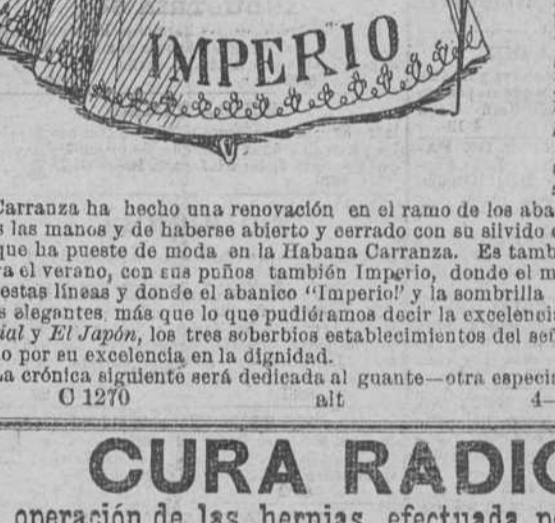 IMPERIO
Carranza ha hecho una renovación en el ramo de los aba
s las manos y de haberse abierto y cerrado con su silvido
que ha pueste de moda en la Habana Carranza. Es tamb
ra el verano, con sus puños también Imperio, donde el m
estas líneas y donde el abanico "Imperio!' y la sombrilla
s elegantes, más que lo que pudiéramos decir la excelenci
ial y El Japón, los tres soberbios establecimientos del señ
o por su excelencia en la dignidad.
La crónica siguiente será dedicada al guante—otra especi
C 1270 alt 4-
CURA RADIC
operación de las hernias efectuada p